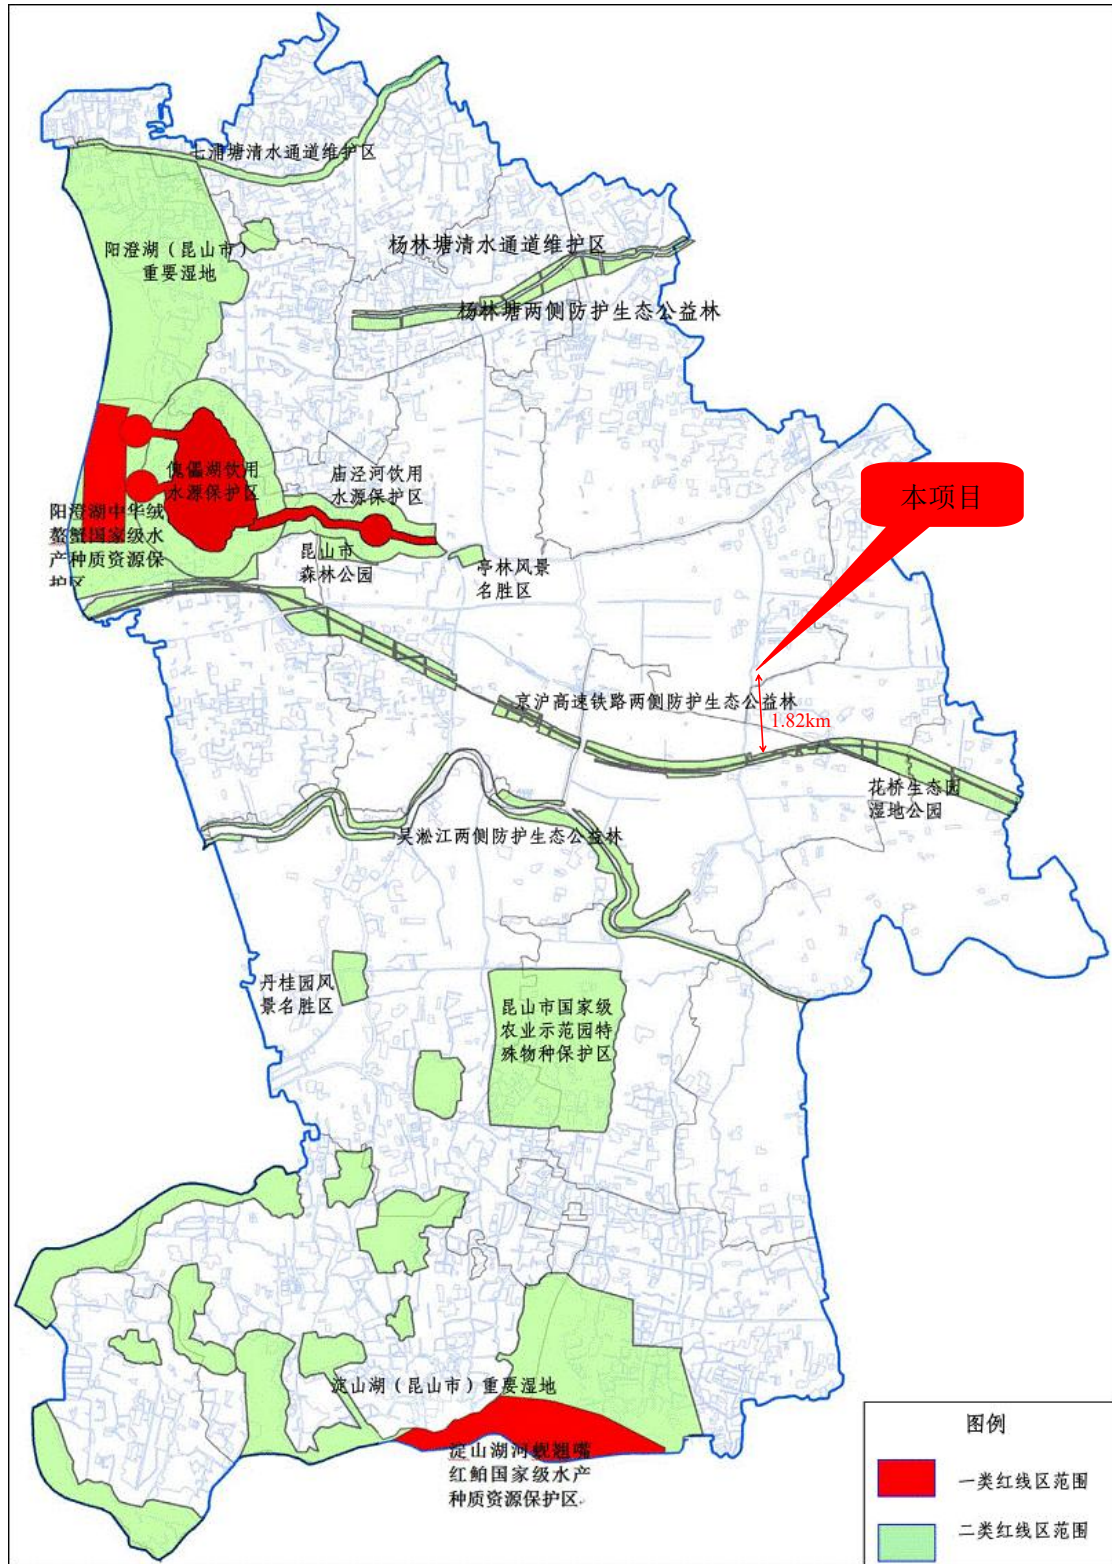 七浦塘清水通道维护区
阳澄湖（昆山市）
重要湿地
杨林塘清水通道维护区
杨林塘两侧防护生态公益林
傀儡湖饮用
水源保护区
庙泾河饮用
水源保护区
本项目
阳澄湖中华绒
螯蟹国家级水
产种质资源保
护区
昆山市
森林公园
亭林风景
名胜区
京沪高速铁路两侧防护生态公益林
1.82km
花桥生态园
湿地公园
吴淞江两侧防护生态公益林
丹桂园风
景名胜区
昆山市国家级
农业示范园特
殊物种保护区
淀山湖（昆山市）重要湿地
淀山湖河蚬翘嘴
红鲌国家级水产
种质资源保护区
图例
一类红线区范围
二类红线区范围